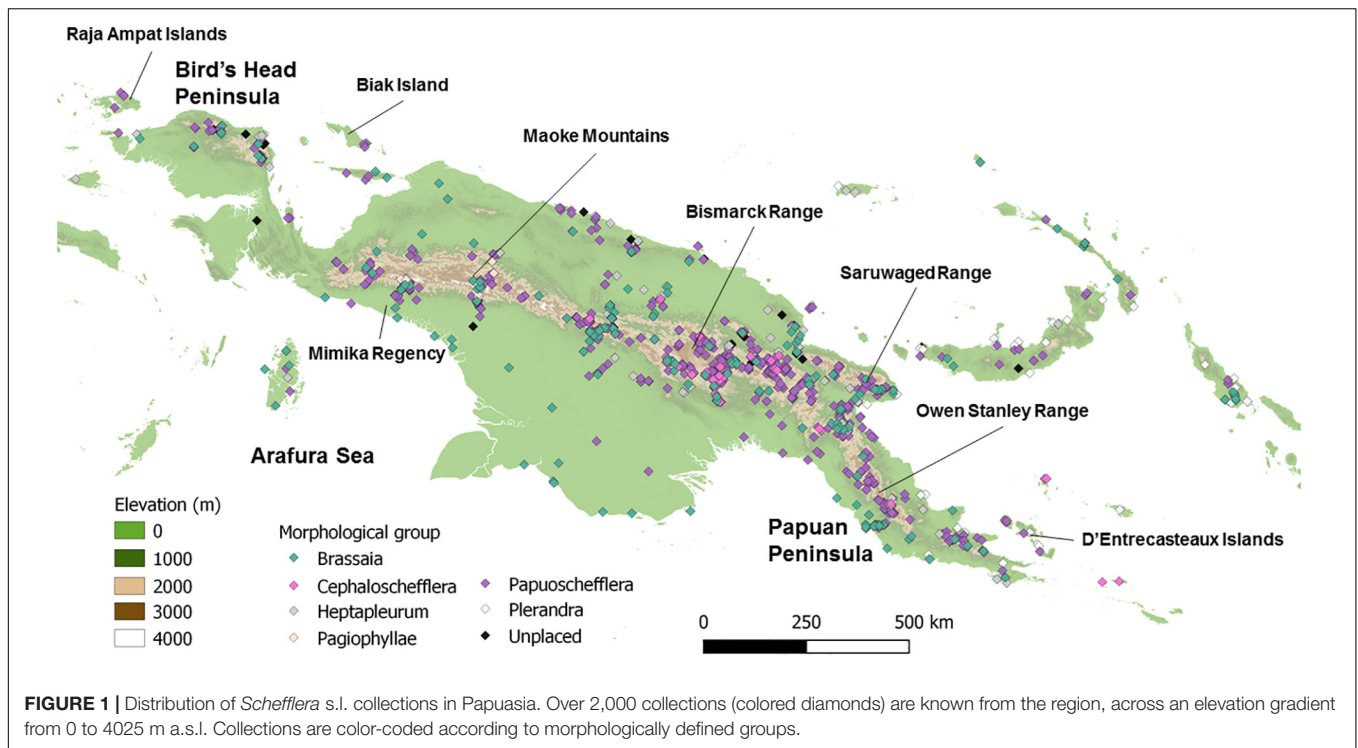 Raja Ampat Islands
Bird's Head
Peninsula
Biak Island
Maoke Mountains
Bismarck Range
Saruwaged Range
Mimika Regency
Owen Stanley Range
Arafura Sea
Papuan
Peninsula
D'Entrecasteaux Islands
Elevation (m)
0
1000
2000
3000
4000
Morphological group
Brassaia
Cephaloschefflera
Heptapleurum
Pagiophyllae
Papuoschefflera
Plerandra
Unplaced
0 250 500 km
FIGURE 1 | Distribution of Schefflera s.l. collections in Papuasia. Over 2,000 collections (colored diamonds) are known from the region, across an elevation gradient
from 0 to 4025 m a.s.l. Collections are color-coded according to morphologically defined groups.